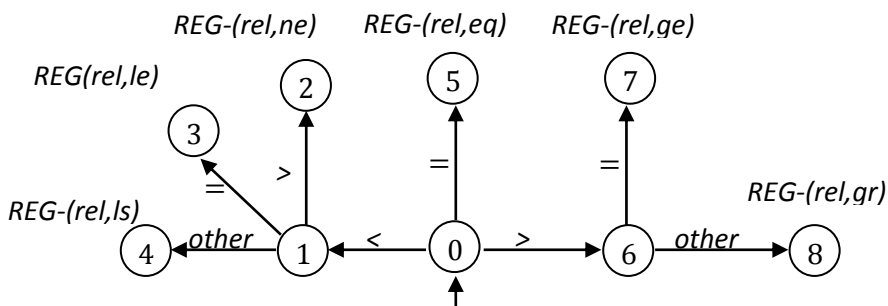 REG-(rel,ne)
REG-(rel,eq)
REG-(rel,ge)
REG(rel,le)
2
5
7
3
=
>
=
=
REG-(rel,gr)
REG-(rel,ls)
4
other
1
<
0
>
6
other
8